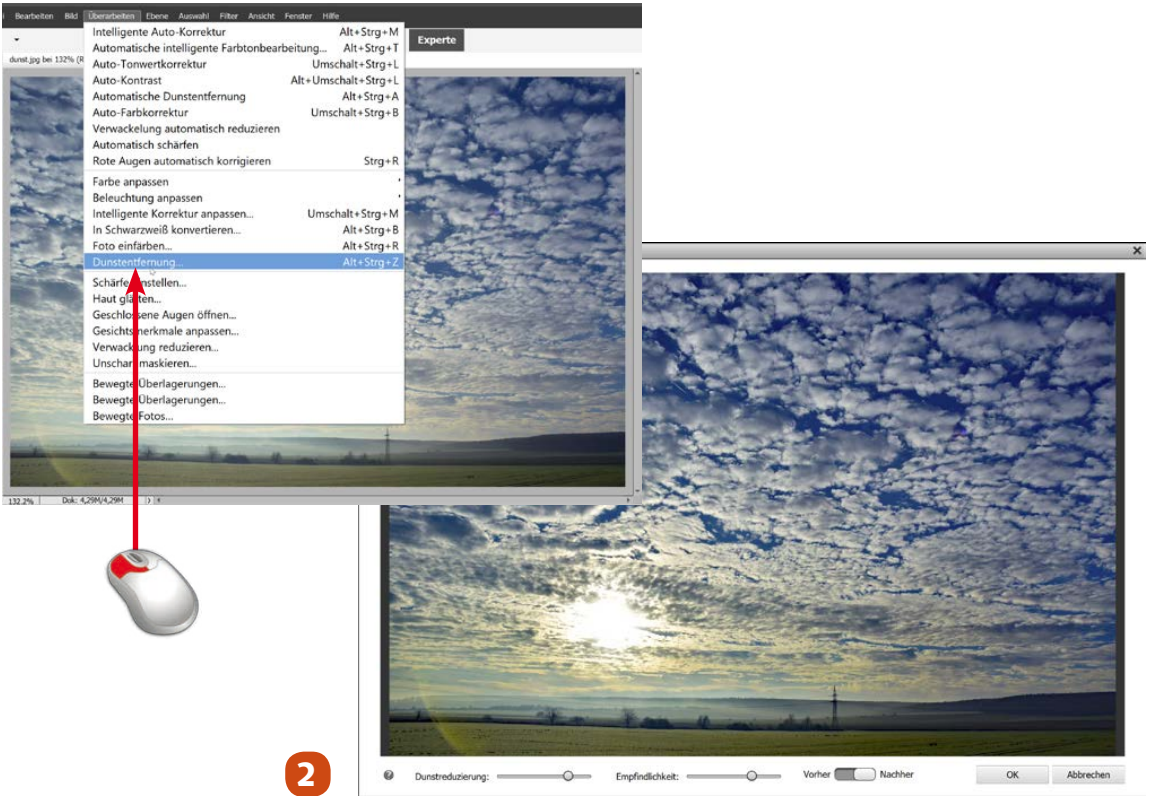 Bearbeiten Bild Überarbeiten Ebene Auswahl Filter Ansicht Fenster Hilfe
Experte
dunst.jpg bei 132% (R
Intelligente Auto-Korrektur Alt+Strg+M
Automatische intelligente Farbtonbearbeitung... Alt+Strg+T
Auto-Tonwertkorrektur Umschalt+Strg+L
Auto-Kontrast Alt+Umschalt+Strg+L
Automatische Dunstentfernung Alt+Strg+A
Auto-Farbkorrektur Umschalt+Strg+B
Verwackelung automatisch reduzieren
Automatisch schärfen
Rote Augen automatisch korrigieren Strg+R
Farbe anpassen
Beleuchtung anpassen
Intelligente Korrektur anpassen... Umschalt+Strg+M
In Schwarzweiß konvertieren... Alt+Strg+B
Foto einfärben... Alt+Strg+R
Dunstentfernung... Alt+Strg+Z
Schärfe einstellen...
Haut glätten...
Geschlossene Augen öffnen...
Gesichtsmerkmale anpassen...
Verwacklung reduzieren...
Unscharf maskieren...
Bewegte Überlagerungen...
Bewegte Überlagerungen...
Bewegte Fotos...
132.2% Dok: 4,29M/4,29M
2
Dunstreduzierung: Empfindlichkeit: Vorher Nachher OK Abbrechen